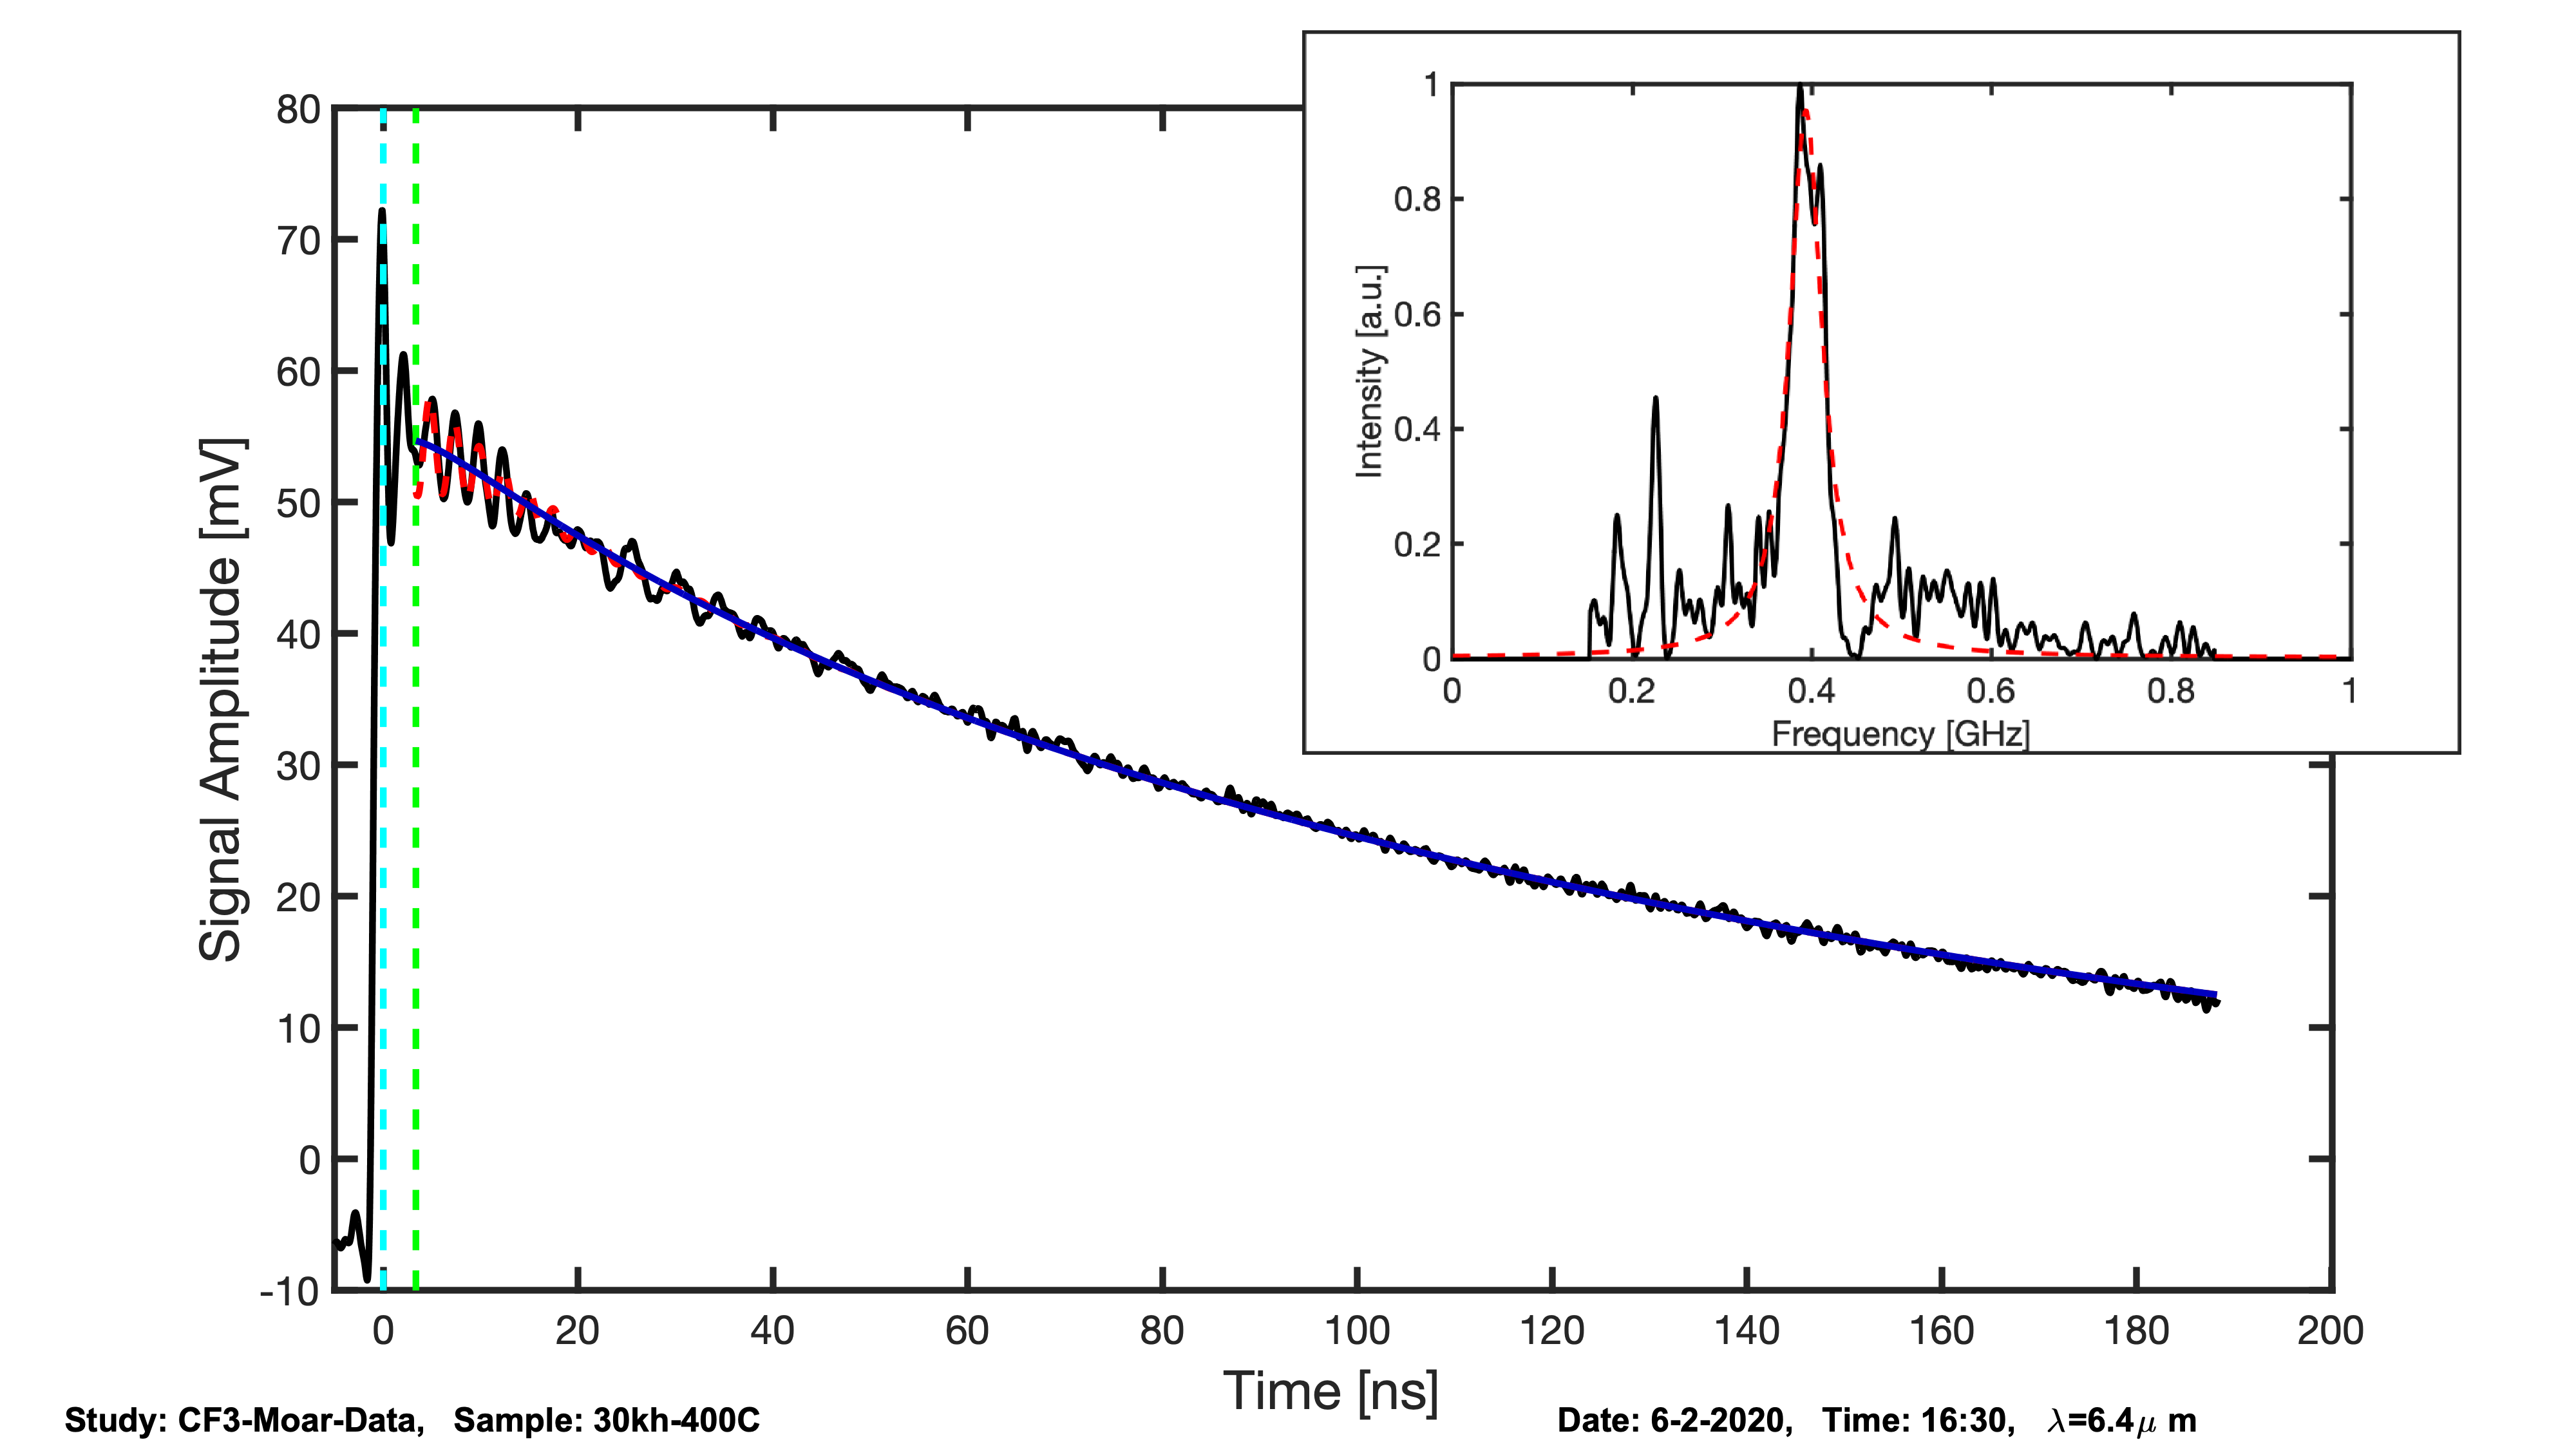 1
0.8
0.6
0.4
0.2
0
Intensity [a.u.]
0 0.2 0.4 0.6 0.8 1
Frequency [GHz]
80
70
60
50
40
30
20
10
0
-10
Signal Amplitude [mV]
0 20 40 60 80 100 120 140 160 180 200
Time [ns]
Study: CF3-Moar-Data, Sample: 30kh-400C
Date: 6-2-2020, Time: 16:30, λ=6.4μ m